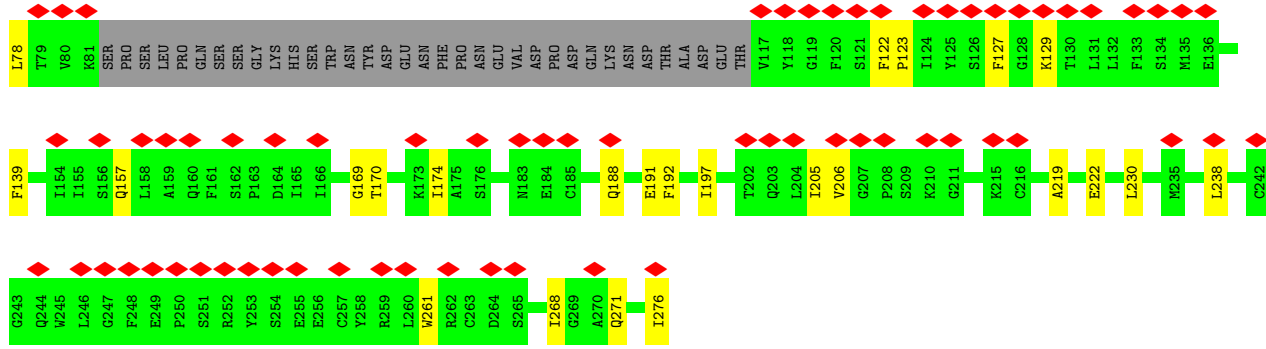 L78 T79 V80 K81 SER PRO SER LEU PRO GLN SER SER GLY LYS HIS SER TRP ASN TYR ASP GLU ASN PHE PRO ASN GLU VAL ASP PRO ASP GLN LYS ASN ASP THR ALA ASP GLU THR V117 Y118 G119 F120 S121 F122 P123 I124 Y125 S126 F127 G128 K129 T130 L131 L132 F133 S134 M135 E136
F139 I154 I155 S156 Q157 L158 A159 Q160 F161 S162 P163 D164 I165 I166 G169 T170 K173 I174 A175 S176 N183 E184 C185 Q188 E191 F192 I197 T202 Q203 L204 I205 V206 G207 P208 S209 K210 G211 K215 C216 A219 E222 L230 M235 L238 C242
G243 Q244 W245 L246 G247 F248 E249 P250 S251 R252 Y253 S254 E255 E256 C257 Y258 R259 L260 W261 R262 C263 D264 S265 I268 G269 A270 Q271 I276